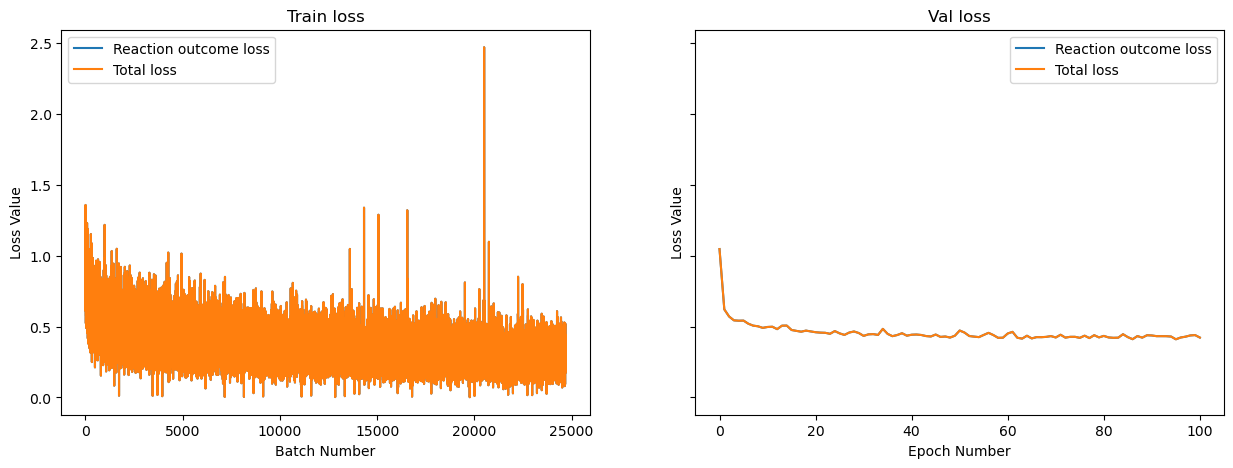 Train loss
Reaction outcome loss
Total loss
Loss Value
2.5
2.0
1.5
1.0
0.5
0.0
0
5000
10000
15000
20000
25000
Batch Number
Val loss
Reaction outcome loss
Total loss
Loss Value
0
20
40
60
80
100
Epoch Number